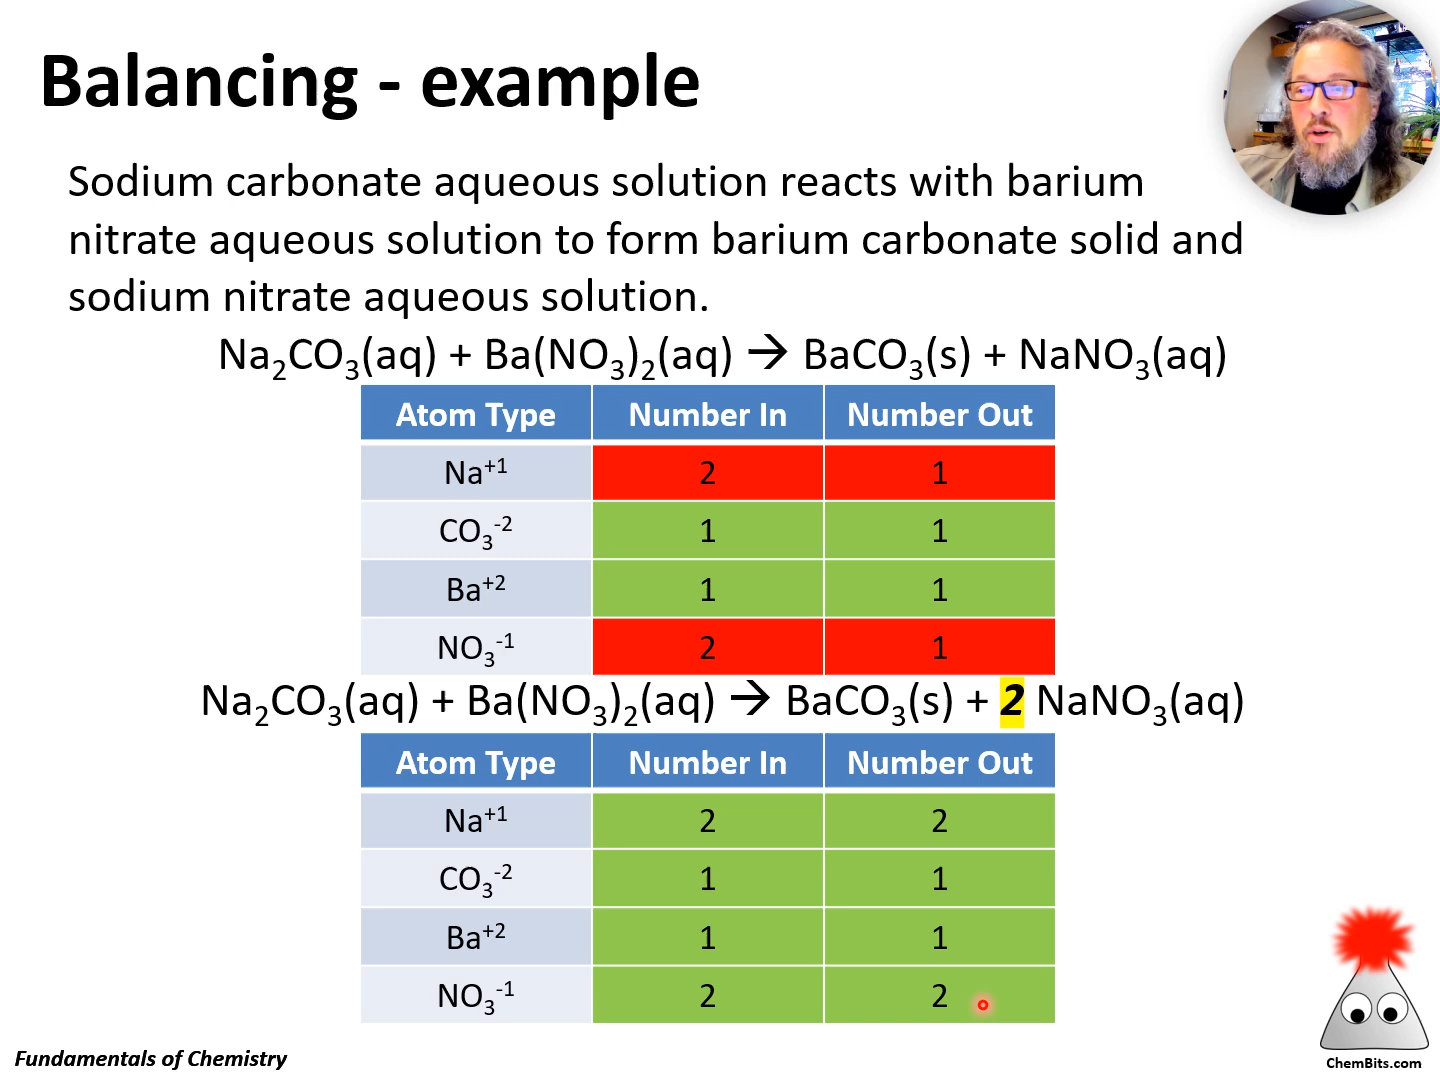 Balancing - example
Sodium carbonate aqueous solution reacts with barium
nitrate aqueous solution to form barium carbonate solid and
sodium nitrate aqueous solution.
Na₂CO₃(aq) + Ba(NO₃)₂(aq) → BaCO₃(s) + NaNO₃(aq)
Atom Type Number In Number Out
Na⁺¹ 2 1
CO₃⁻² 1 1
Ba⁺² 1 1
NO₃⁻¹ 2 1
Na₂CO₃(aq) + Ba(NO₃)₂(aq) → BaCO₃(s) + 2 NaNO₃(aq)
Atom Type Number In Number Out
Na⁺¹ 2 2
CO₃⁻² 1 1
Ba⁺² 1 1
NO₃⁻¹ 2 2
Fundamentals of Chemistry
ChemBits.com